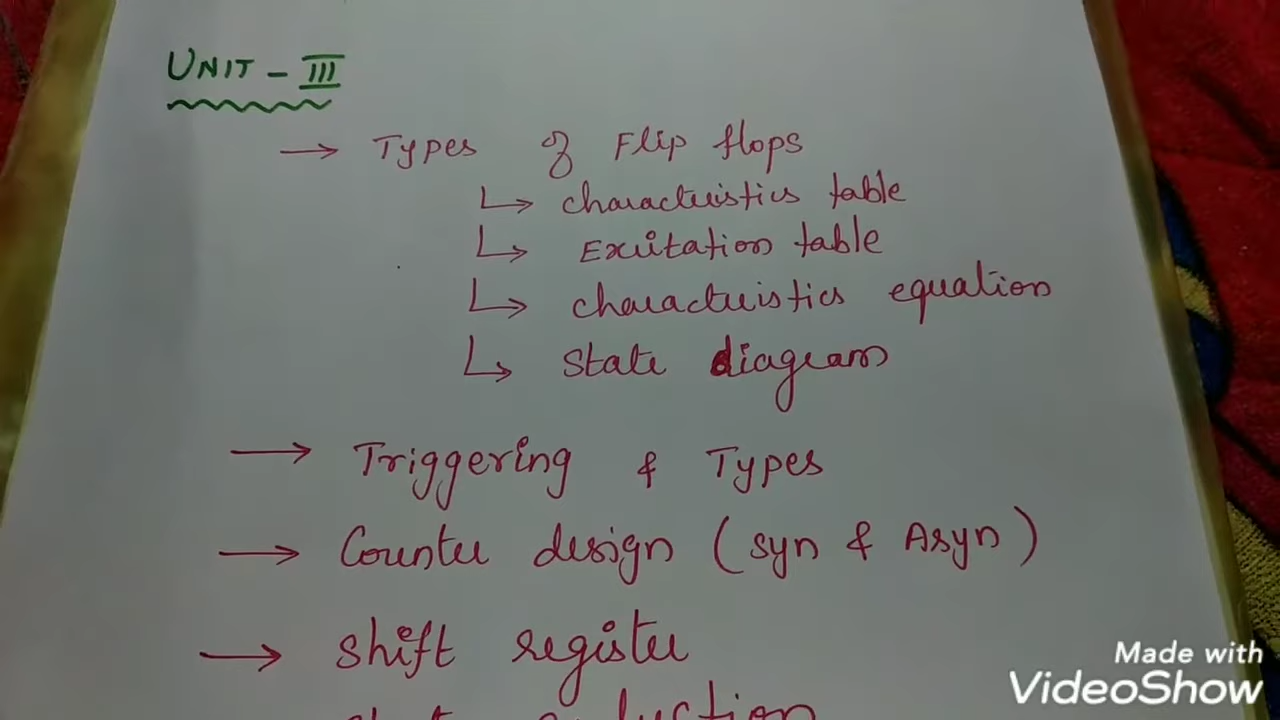 UNIT - III
→ Types of Flip flops
↳ characteristics table
↳ Excitation table
↳ characteristics equation
↳ State diagram
→ Triggering & Types
→ Counter design (syn & Asyn)
→ shift register
Made with
VideoShow